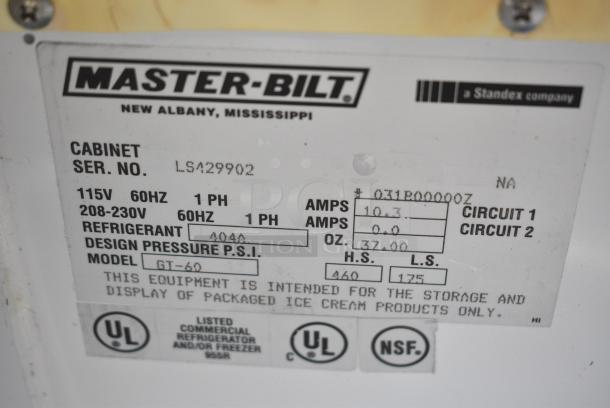 MASTER-BILT®
a Standex company
NEW ALBANY, MISSISSIPPI
CABINET
SER. NO. LS429902
NA
# 031B00000Z
115V 60HZ 1 PH AMPS 10.3 CIRCUIT 1
208-230V 60HZ 1 PH AMPS 0.0 CIRCUIT 2
REFRIGERANT 404A OZ. 37.00
DESIGN PRESSURE P.S.I. H.S. L.S.
MODEL GT-60 460 175
THIS EQUIPMENT IS INTENDED FOR THE STORAGE AND
DISPLAY OF PACKAGED ICE CREAM PRODUCTS ONLY.
MI
UL
LISTED
COMMERCIAL
REFRIGERATOR
AND/OR FREEZER
955R
C UL
NSF®